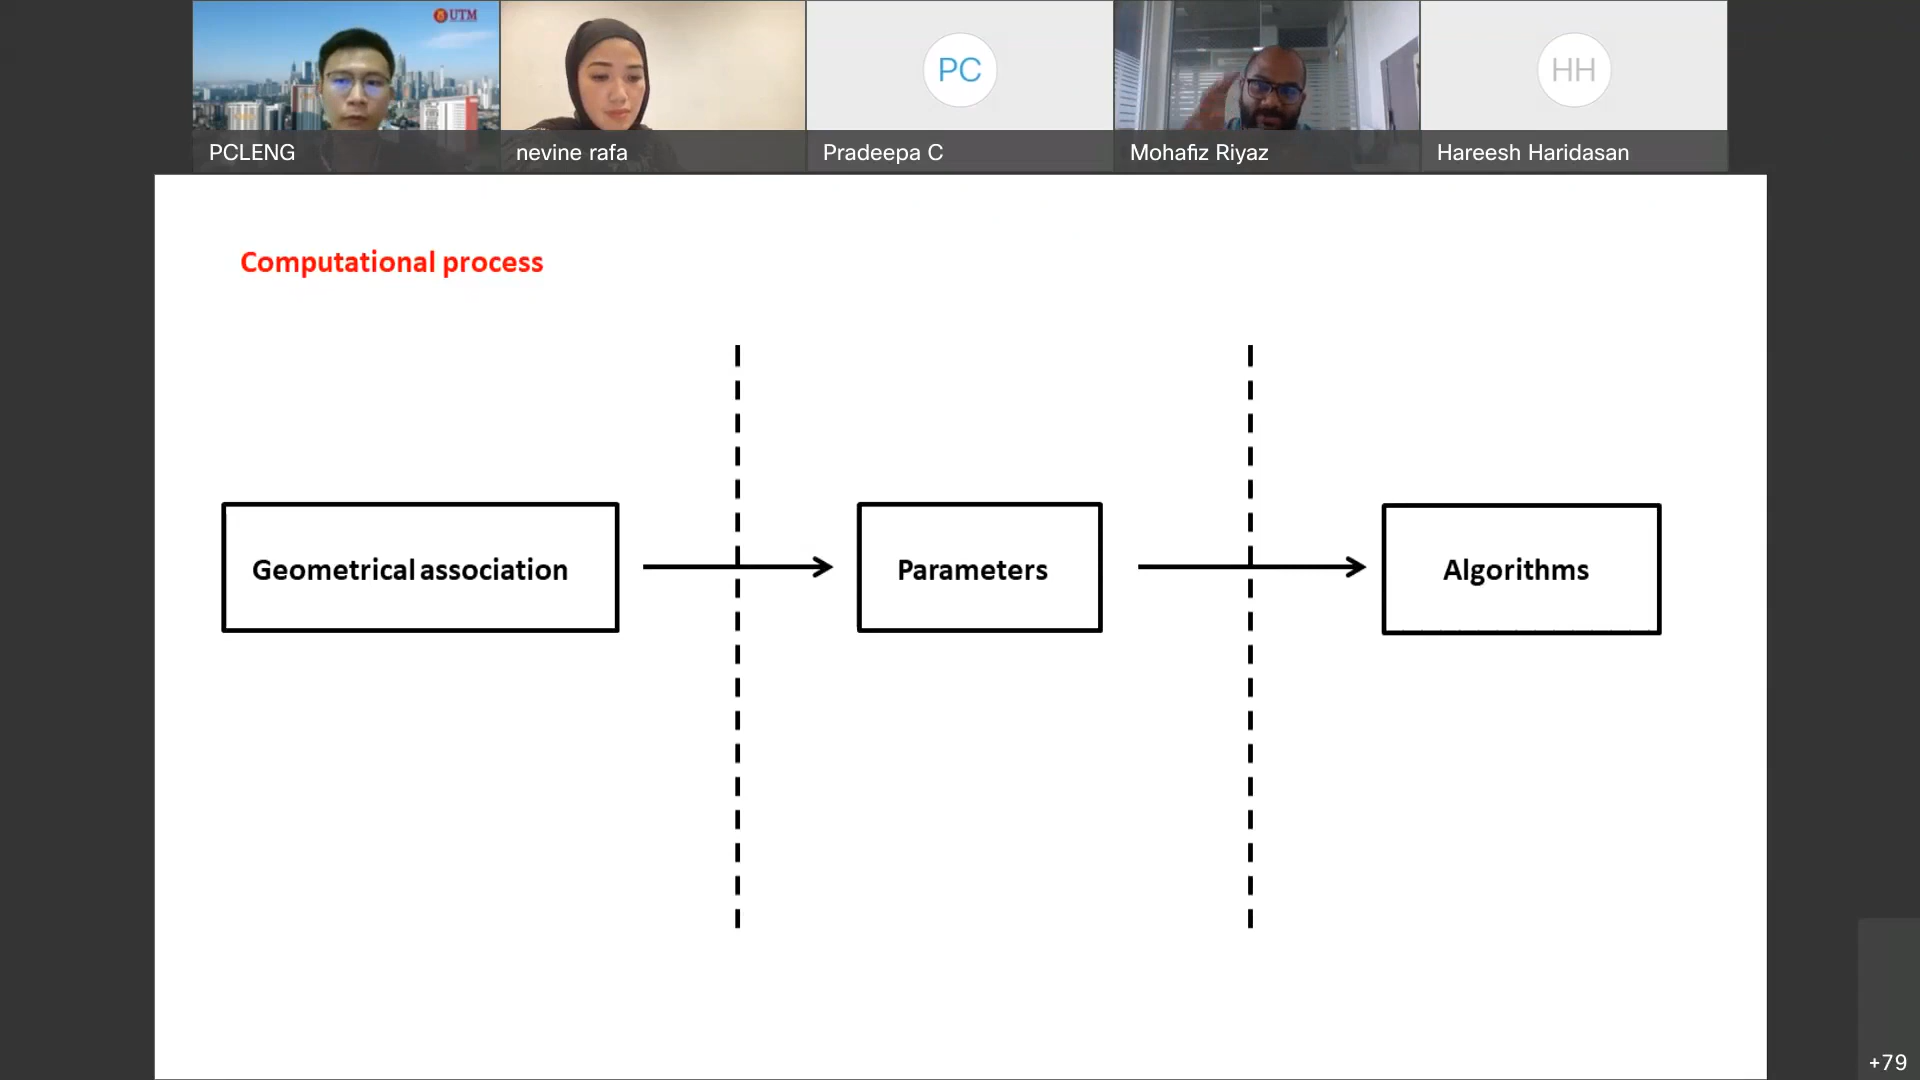 UTM
PC
HH
PCLENG
nevine rafa
Pradeepa C
Mohafiz Riyaz
Hareesh Haridasan
Computational process
Geometrical association
Parameters
Algorithms
+79